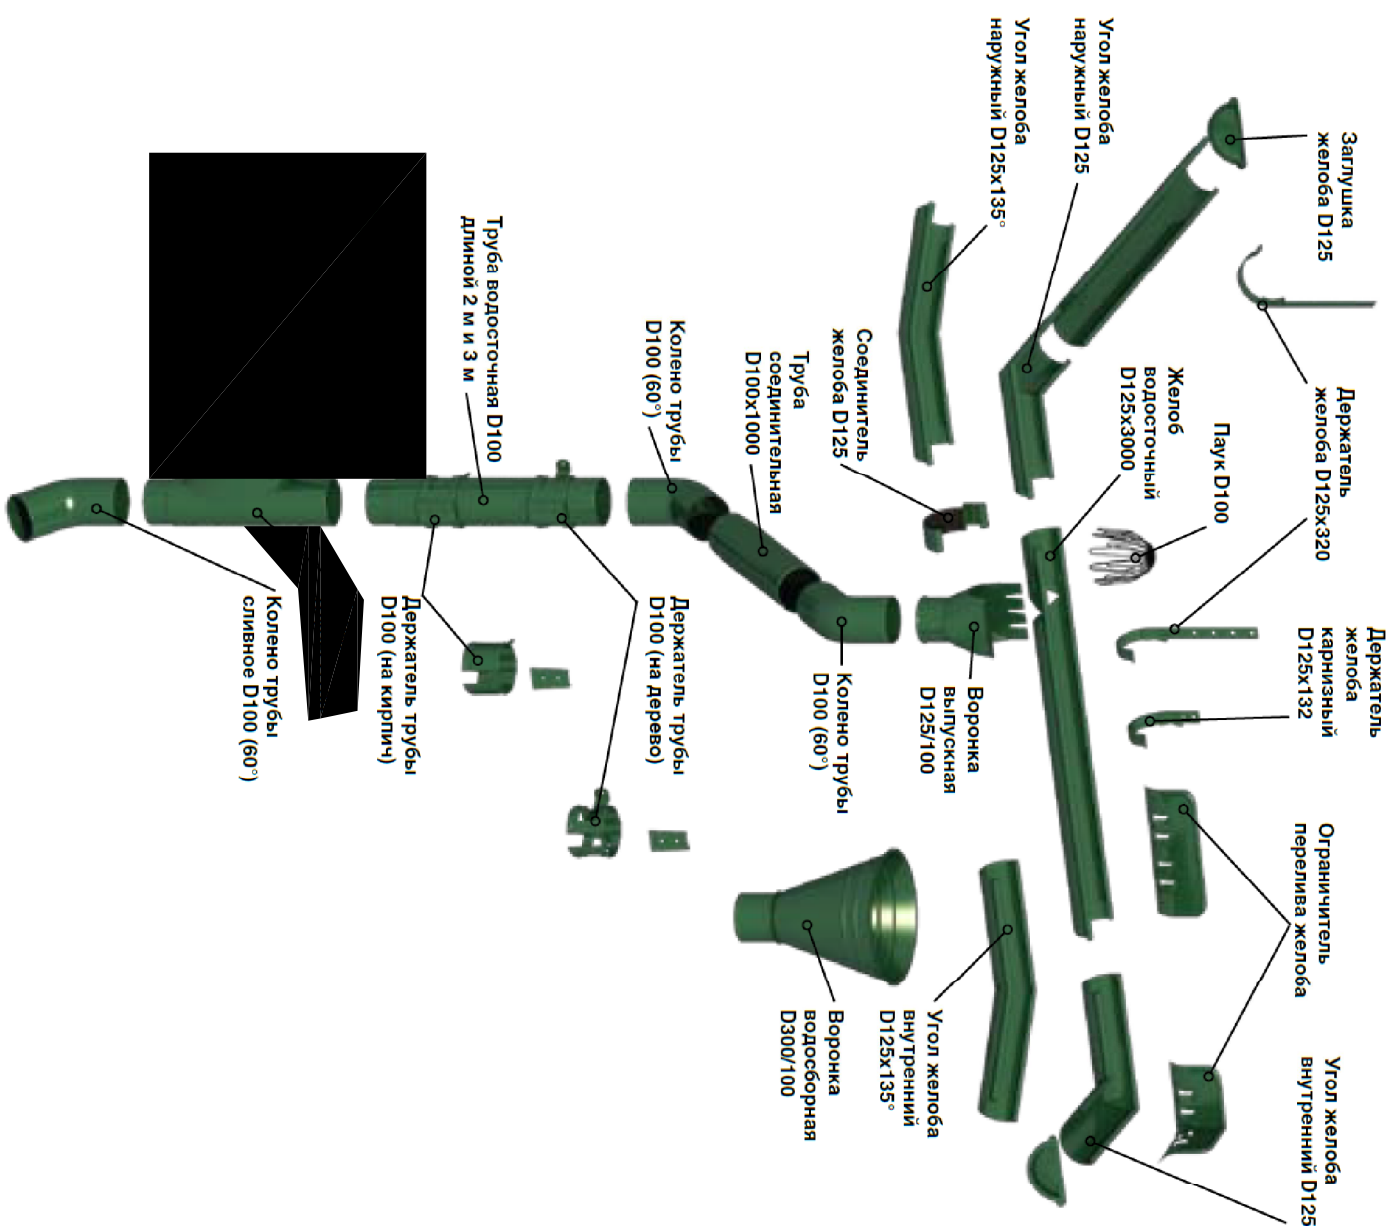 Заглушка
желоба D125
Держатель
желоба D125x320
Держатель
желоба
карнизный
D125x132
Ограничитель
перелива желоба
Угол желоба
внутренний D125
Угол желоба
наружный D125
Желоб
водосточный
D125x3000
Паук D100
Угол желоба
наружный D125x135°
Соединитель
желоба D125
Воронка
выпускная
D125/100
Угол желоба
внутренний
D125x135°
Труба
соединительная
D100x1000
Колено трубы
D100 (60°)
Воронка
водосборная
D300/100
Колено трубы
D100 (60°)
Держатель трубы
D100 (на дерево)
Труба водосточная D100
длиной 2 м и 3 м
Держатель трубы
D100 (на кирпич)
Колено трубы
сливное D100 (60°)